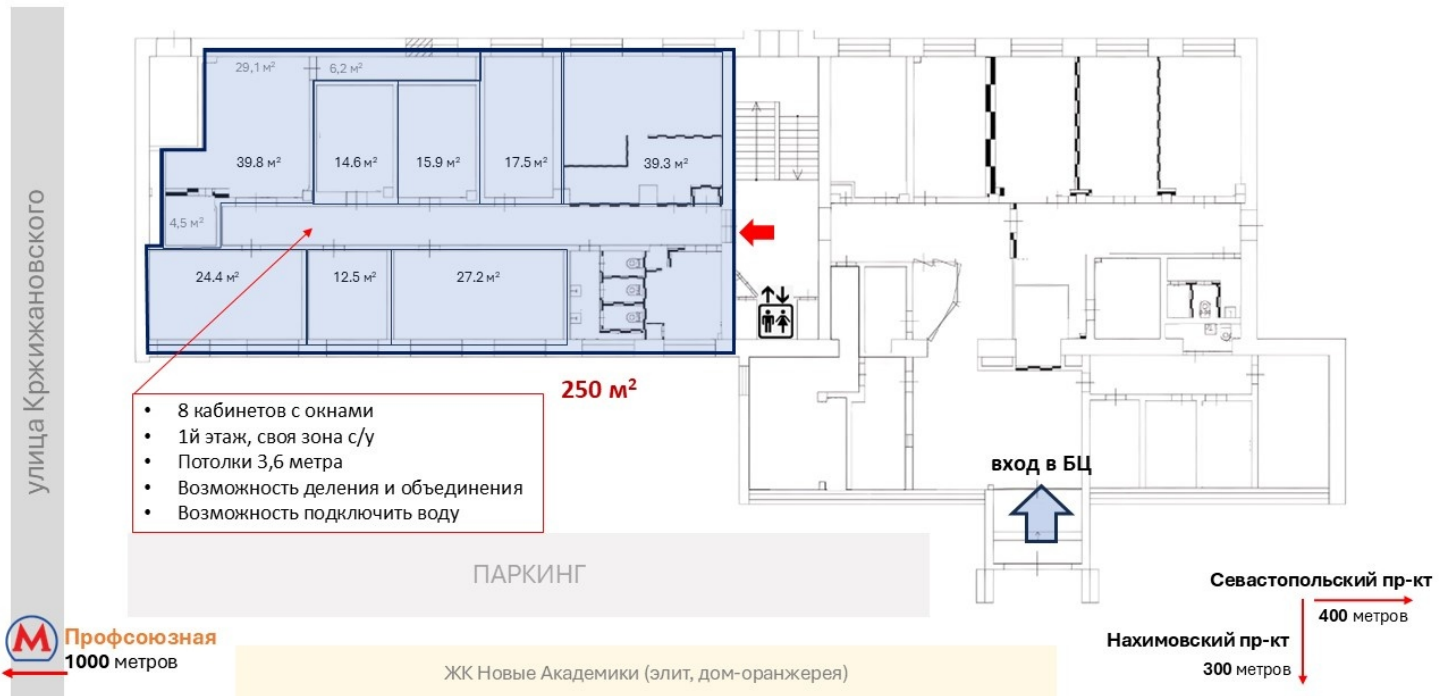 улица Кржижановского
29,1 м²
6,2 м²
39.8 м²
14.6 м²
15.9 м²
17.5 м²
39.3 м²
4,5 м²
24.4 м²
12.5 м²
27.2 м²
250 м²
• 8 кабинетов с окнами
• 1й этаж, своя зона с/у
• Потолки 3,6 метра
• Возможность деления и объединения
• Возможность подключить воду
вход в БЦ
ПАРКИНГ
Севастопольский пр-кт
400 метров
Нахимовский пр-кт
300 метров
М
Профсоюзная
1000 метров
ЖК Новые Академики (элит, дом-оранжерея)